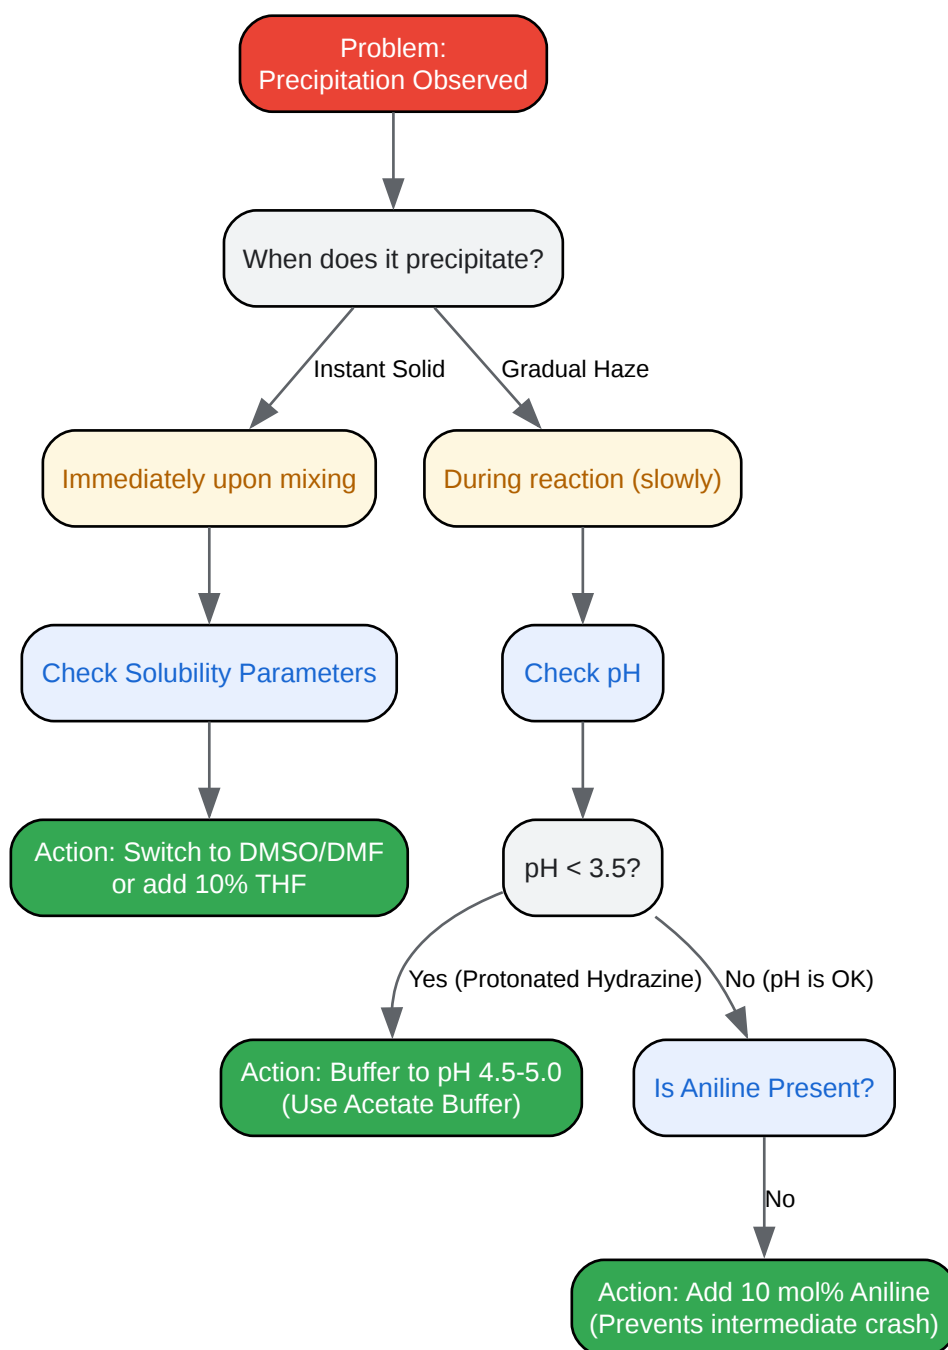 Problem:
Precipitation Observed
When does it precipitate?
Instant Solid
Gradual Haze
Immediately upon mixing
During reaction (slowly)
Check Solubility Parameters
Check pH
Action: Switch to DMSO/DMF
or add 10% THF
pH < 3.5?
Yes (Protonated Hydrazine)
No (pH is OK)
Action: Buffer to pH 4.5-5.0
(Use Acetate Buffer)
Is Aniline Present?
No
Action: Add 10 mol% Aniline
(Prevents intermediate crash)